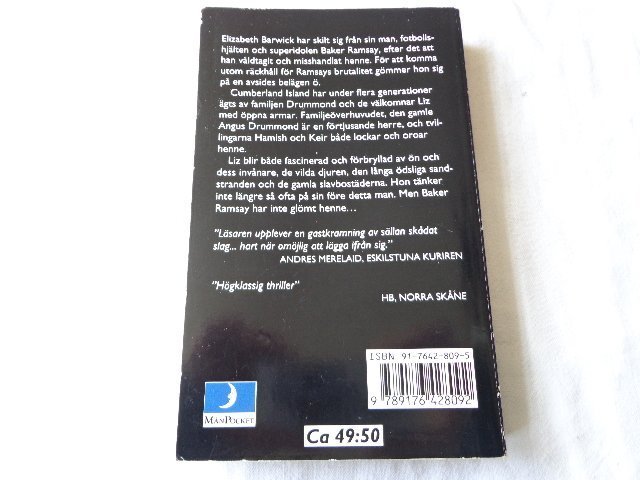 Elizabeth Barwick har skilt sig från sin man, fotbolls-
hjälten och superidolen Baker Ramsay, efter det att
han våldtagit och misshandlat henne. För att komma
utom räckhåll för Ramsays brutalitet gömmer hon sig
på en avsides belägen ö.
Cumberland Island har under flera generationer
ägts av familjen Drummond och de välkomnar Liz
med öppna armar. Familjeöverhuvudet, den gamle
Angus Drummond är en förtjusande herre, och tvil-
lingarna Hamish och Keir både lockar och oroar
henne.
Liz blir både fascinerad och förbryllad av ön och
dess invånare, de vilda djuren, den långa ödsliga sand-
stranden och de gamla slavbostäderna. Hon tänker
inte längre så ofta på sin före detta man. Men Baker
Ramsay har inte glömt henne...
"Läsaren upplever en gastkramning av sällan skådat
slag... hart när omöjlig att lägga ifrån sig."
ANDRES MERELAID, ESKILSTUNA KURIREN
"Högklassig thriller"
HB, NORRA SKÅNE
ISBN 91-7642-809-5
9 789176 428092
MÅNPOCKET
Ca 49:50